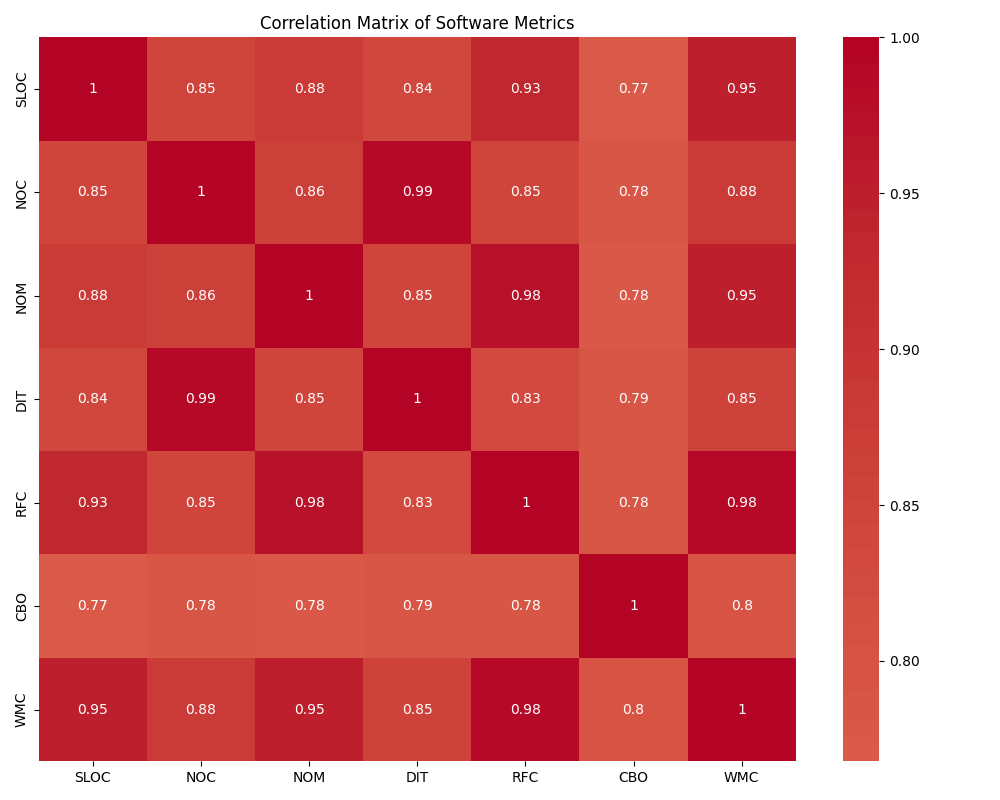 Correlation Matrix of Software Metrics
SLOC 1 0.85 0.88 0.84 0.93 0.77 0.95
NOC 0.85 1 0.86 0.99 0.85 0.78 0.88
NOM 0.88 0.86 1 0.85 0.98 0.78 0.95
DIT 0.84 0.99 0.85 1 0.83 0.79 0.85
RFC 0.93 0.85 0.98 0.83 1 0.78 0.98
CBO 0.77 0.78 0.78 0.79 0.78 1 0.8
WMC 0.95 0.88 0.95 0.85 0.98 0.8 1
SLOC NOC NOM DIT RFC CBO WMC
1.00
0.95
0.90
0.85
0.80